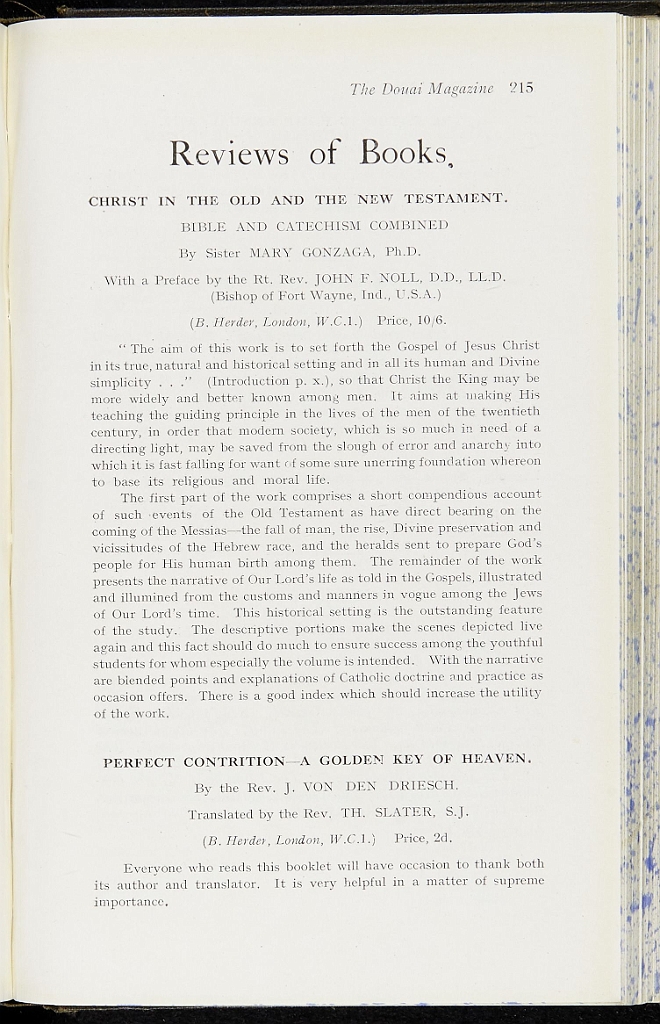 The Douai Magazine 215
Reviews of Books.
CHRIST IN THE OLD AND THE NEW TESTAMENT.
BIBLE AND CATECHISM COMBINED
By Sister MARY GONZAGA, Ph.D.
With a Preface by the Rt. Rev. JOHN F. NOLL, D.D., LL.D.
(Bishop of Fort Wayne, Ind., U.S.A.)
(B. Herder, London, W.C.1.) Price, 10/6.
" The aim of this work is to set forth the Gospel of Jesus Christ
in its true, natural and historical setting and in all its human and Divine
simplicity . . ." (Introduction p. x.), so that Christ the King may be
more widely and better known among men. It aims at making His
teaching the guiding principle in the lives of the men of the twentieth
century, in order that modern society, which is so much in need of a
directing light, may be saved from the slough of error and anarchy into
which it is fast falling for want of some sure unerring foundation whereon
to base its religious and moral life.
The first part of the work comprises a short compendious account
of such events of the Old Testament as have direct bearing on the
coming of the Messias—the fall of man, the rise, Divine preservation and
vicissitudes of the Hebrew race, and the heralds sent to prepare God's
people for His human birth among them. The remainder of the work
presents the narrative of Our Lord's life as told in the Gospels, illustrated
and illumined from the customs and manners in vogue among the Jews
of Our Lord's time. This historical setting is the outstanding feature
of the study. The descriptive portions make the scenes depicted live
again and this fact should do much to ensure success among the youthful
students for whom especially the volume is intended. With the narrative
are blended points and explanations of Catholic doctrine and practice as
occasion offers. There is a good index which should increase the utility
of the work.
PERFECT CONTRITION—A GOLDEN KEY OF HEAVEN.
By the Rev. J. VON DEN DRIESCH.
Translated by the Rev. TH. SLATER, S.J.
(B. Herder, London, W.C.1.) Price, 2d.
Everyone who reads this booklet will have occasion to thank both
its author and translator. It is very helpful in a matter of supreme
importance.